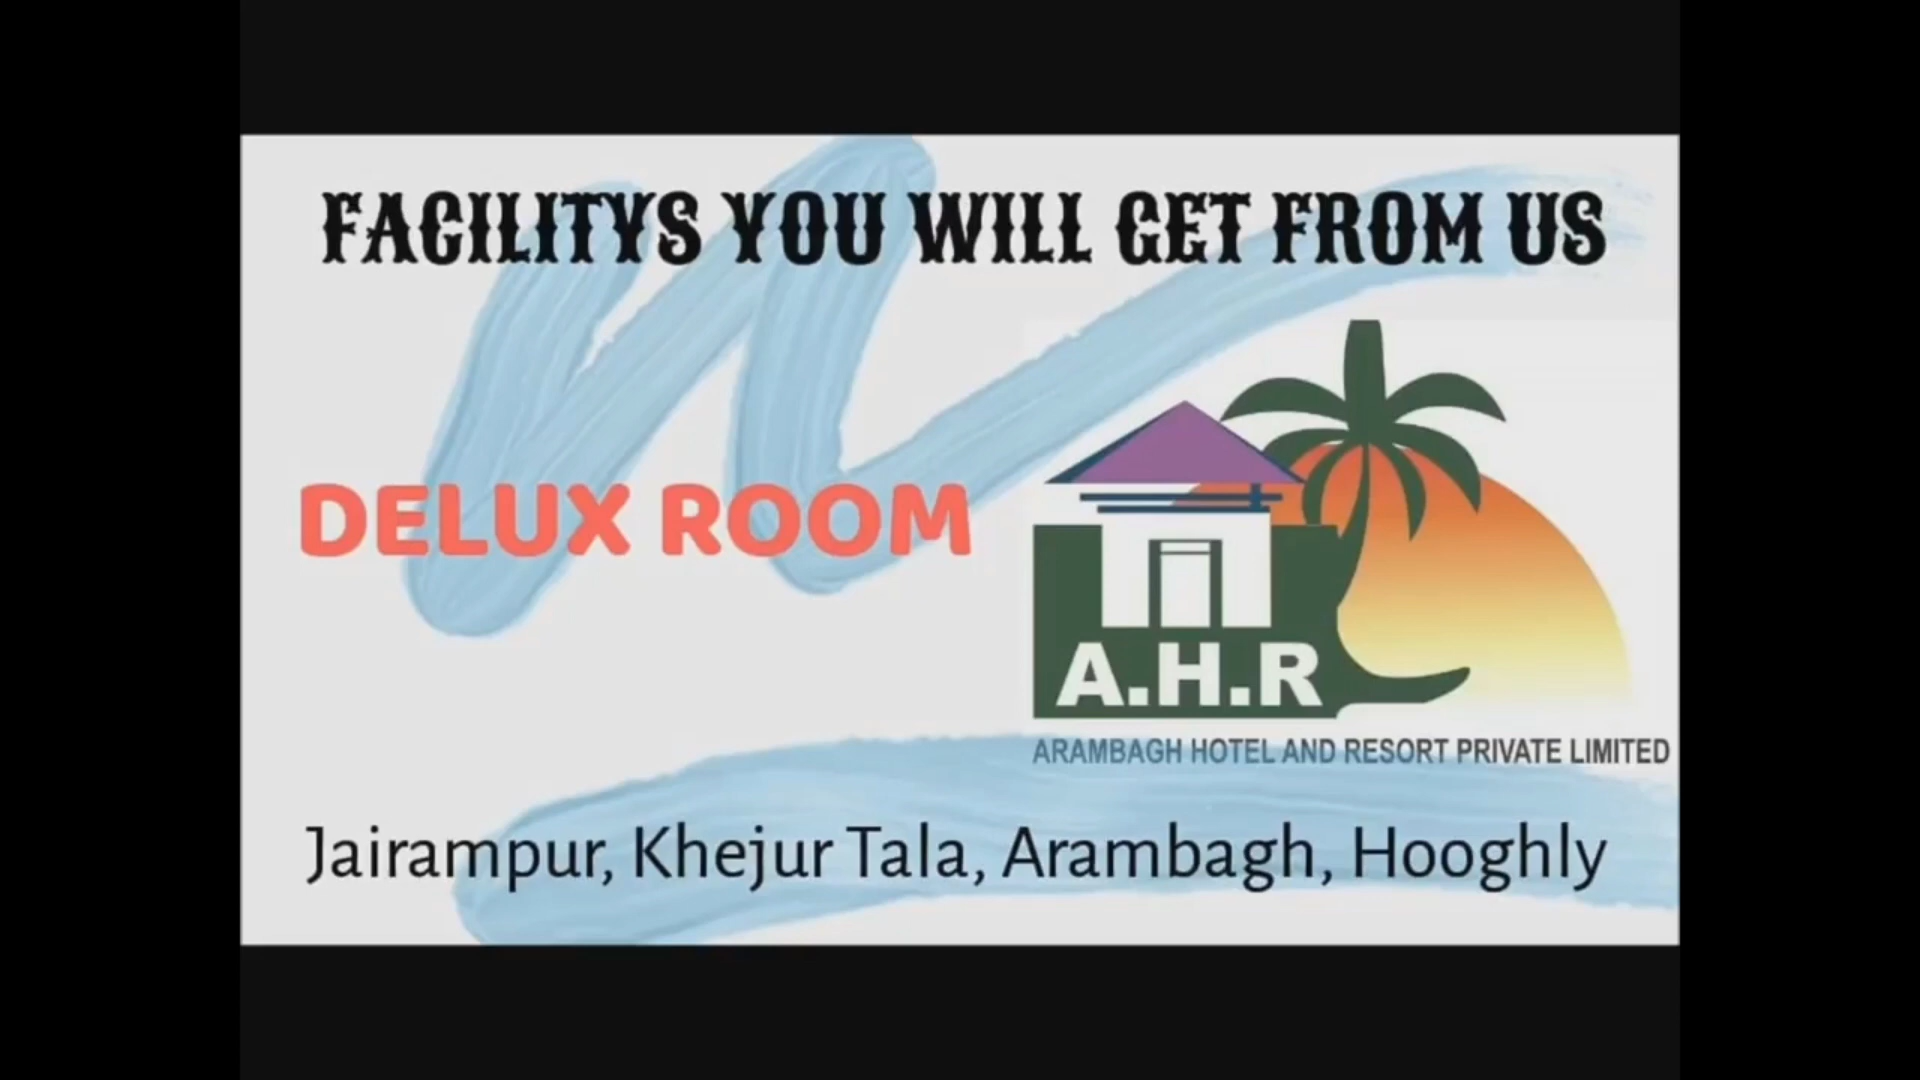 FACILITYS YOU WILL GET FROM US
DELUX ROOM
A.H.R
ARAMBAGH HOTEL AND RESORT PRIVATE LIMITED
Jairampur, Khejur Tala, Arambagh, Hooghly